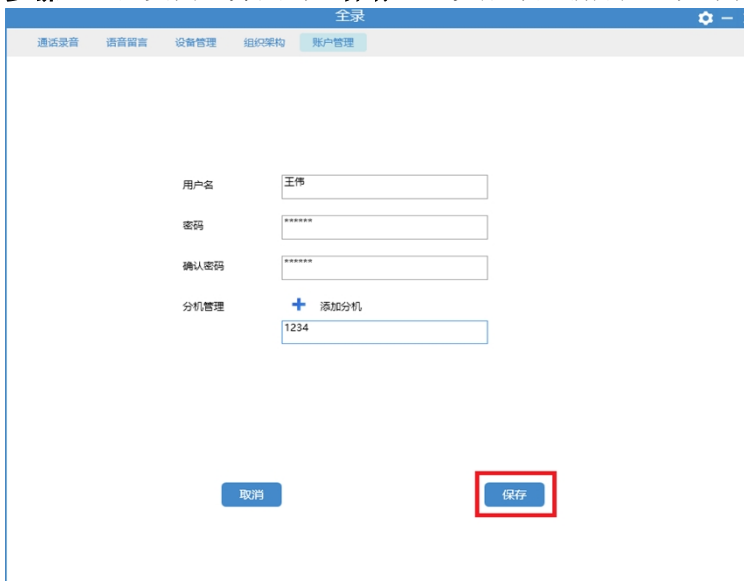 全录
通话录音 语音留言 设备管理 组织架构 账户管理
用户名 王伟
密码 ******
确认密码 ******
分机管理 添加分机
1234
取消 保存